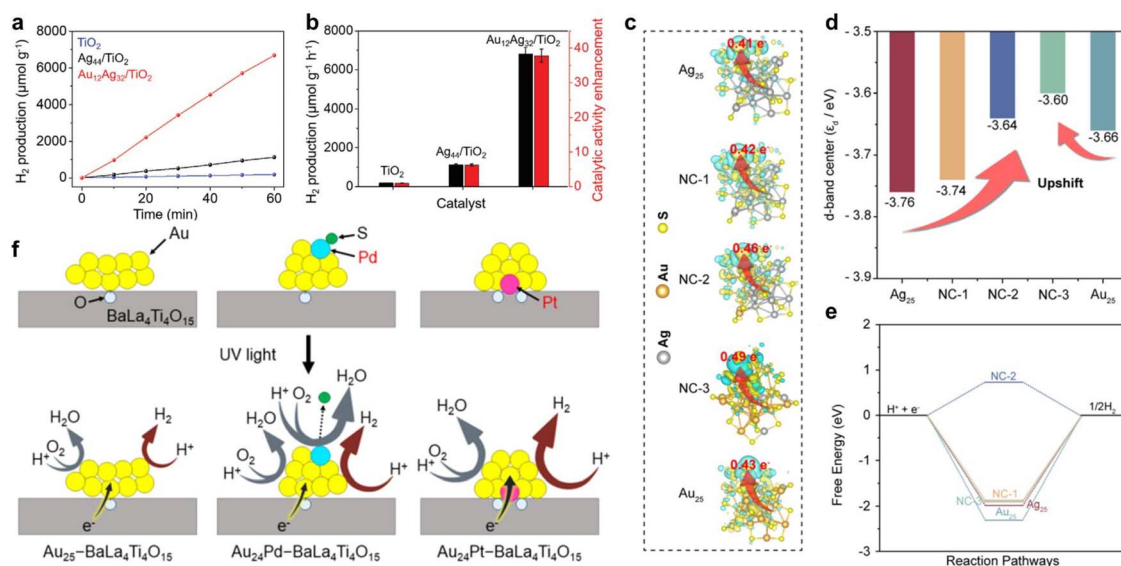 a
H₂ production (μmol g⁻¹)
8000
6000
4000
2000
0
TiO₂
Ag₄₄/TiO₂
Au₁₂Ag₃₂/TiO₂
0 20 40 60
Time (min)
b
H₂ production (μmol g⁻¹ h⁻¹)
8000
7000
6000
5000
4000
3000
2000
1000
0
TiO₂
Ag₄₄/TiO₂
Au₁₂Ag₃₂/TiO₂
40
30
20
10
0
Catalytic activity enhancement
Catalyst
c
0.41 e⁻
Ag₂₅
0.42 e⁻
NC-1
0.46 e⁻
NC-2
0.49 e⁻
NC-3
0.43 e⁻
Au₂₅
S
Au
Ag
d
d-band center (εd / eV)
-3.5
-3.6
-3.7
-3.8
-3.9
-3.76
-3.74
-3.64
-3.60
-3.66
Upshift
Ag₂₅ NC-1 NC-2 NC-3 Au₂₅
e
Free Energy (eV)
2
1
0
-1
-2
-3
H⁺ + e⁻
1/2H₂
NC-2
NC-3
NC-1
Ag₂₅
Au₂₅
Reaction Pathways
f
Au
S
Pd
Pt
O
BaLa₄Ti₄O₁₅
UV light
H₂O
O₂
H⁺
H₂
H⁺
e⁻
H⁺
O₂
H₂O
H₂O
O₂
H⁺
H₂
H⁺
e⁻
H₂O
O₂
H⁺
H₂
H⁺
e⁻
Au₂₅–BaLa₄Ti₄O₁₅
Au₂₄Pd–BaLa₄Ti₄O₁₅
Au₂₄Pt–BaLa₄Ti₄O₁₅